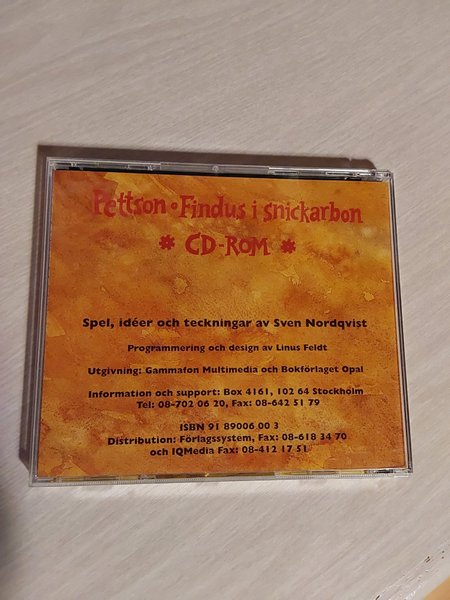 Pettson o Findus i snickarbon
* CD-ROM *
Spel, idéer och teckningar av Sven Nordqvist
Programmering och design av Linus Feldt
Utgivning: Gammafon Multimedia och Bokförlaget Opal
Information och support: Box 4161, 102 64 Stockholm
Tel: 08-702 06 20, Fax: 08-642 51 79
ISBN 91 89006 00 3
Distribution: Förlagssystem, Fax: 08-618 34 70
och IQMedia Fax: 08-412 17 51